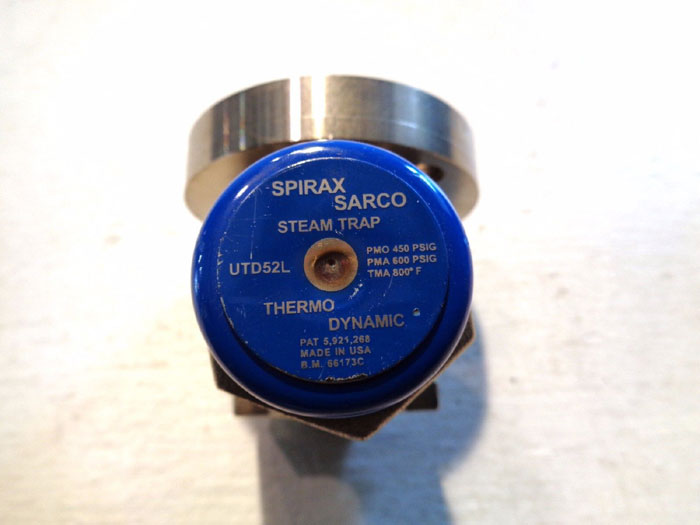 SPIRAX
SARCO
STEAM TRAP
UTD52L
PMO 450 PSIG
PMA 600 PSIG
TMA 800° F
THERMO
DYNAMIC
PAT 5,921,268
MADE IN USA
B.M. 66173C